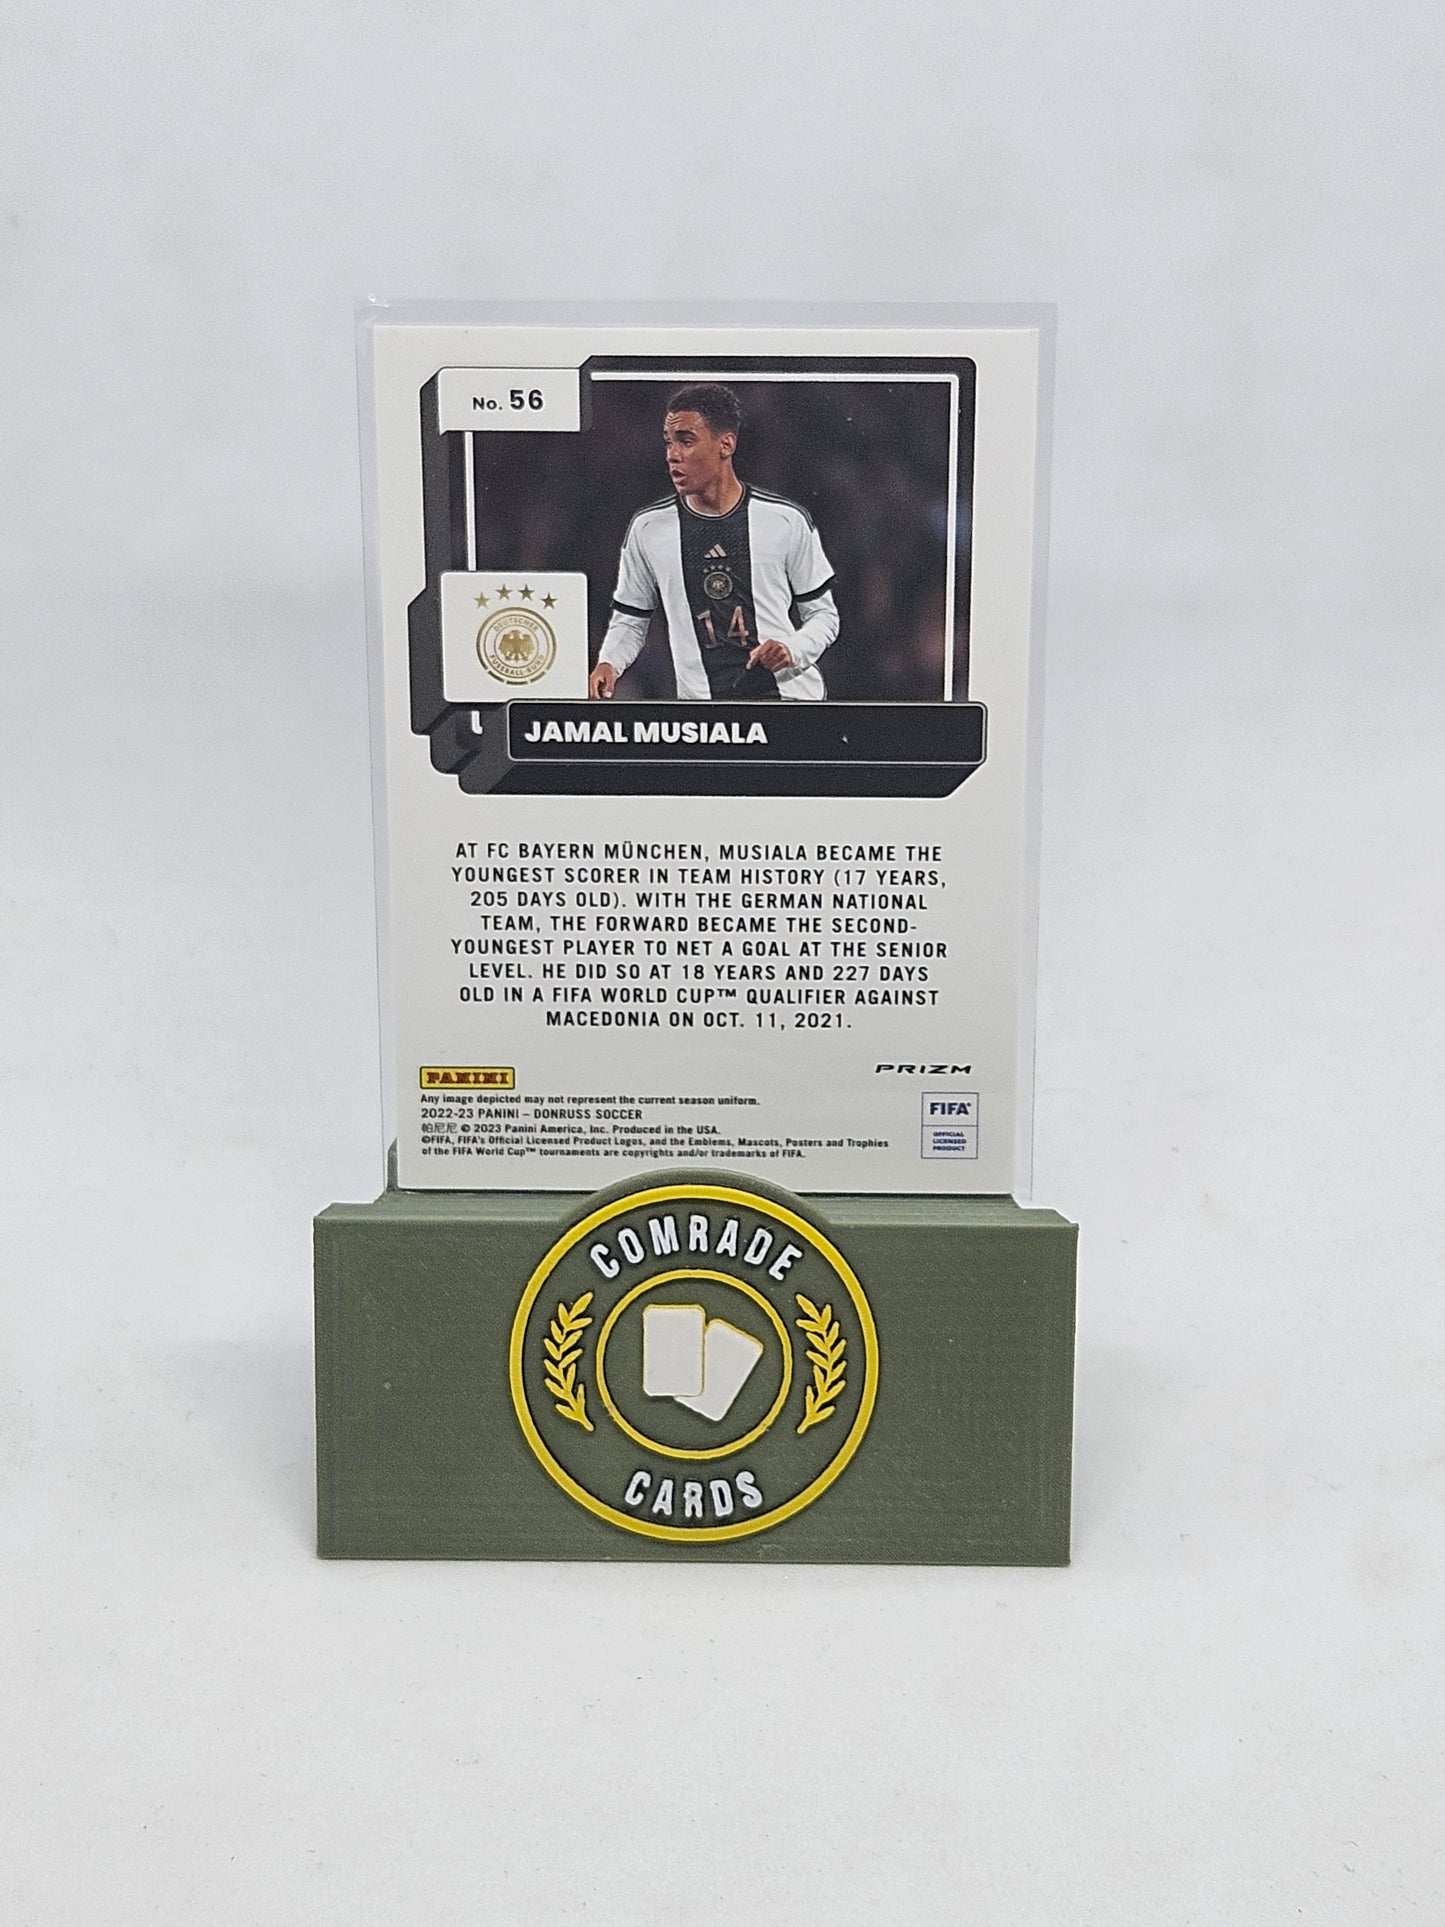 No. 56
14
DEUTSCHER
FUSSALL-BUND
JAMAL MUSIALA
AT FC BAYERN MÜNCHEN, MUSIALA BECAME THE
YOUNGEST SCORER IN TEAM HISTORY (17 YEARS,
205 DAYS OLD). WITH THE GERMAN NATIONAL
TEAM, THE FORWARD BECAME THE SECOND-
YOUNGEST PLAYER TO NET A GOAL AT THE SENIOR
LEVEL. HE DID SO AT 18 YEARS AND 227 DAYS
OLD IN A FIFA WORLD CUP™ QUALIFIER AGAINST
MACEDONIA ON OCT. 11, 2021.
PRIZM
PANINI
Any image depicted may not represent the current season uniform.
2022-23 PANINI – DONRUSS SOCCER
帕尼尼 © 2023 Panini America, Inc. Produced in the USA.
©FIFA, FIFA's Official Licensed Product Logos, and the Emblems, Mascots, Posters and Trophies
of the FIFA World Cup™ tournaments are copyrights and/or trademarks of FIFA.
FIFA
OFFICIAL
LICENSED
PRODUCT
COMRADE
CARDS